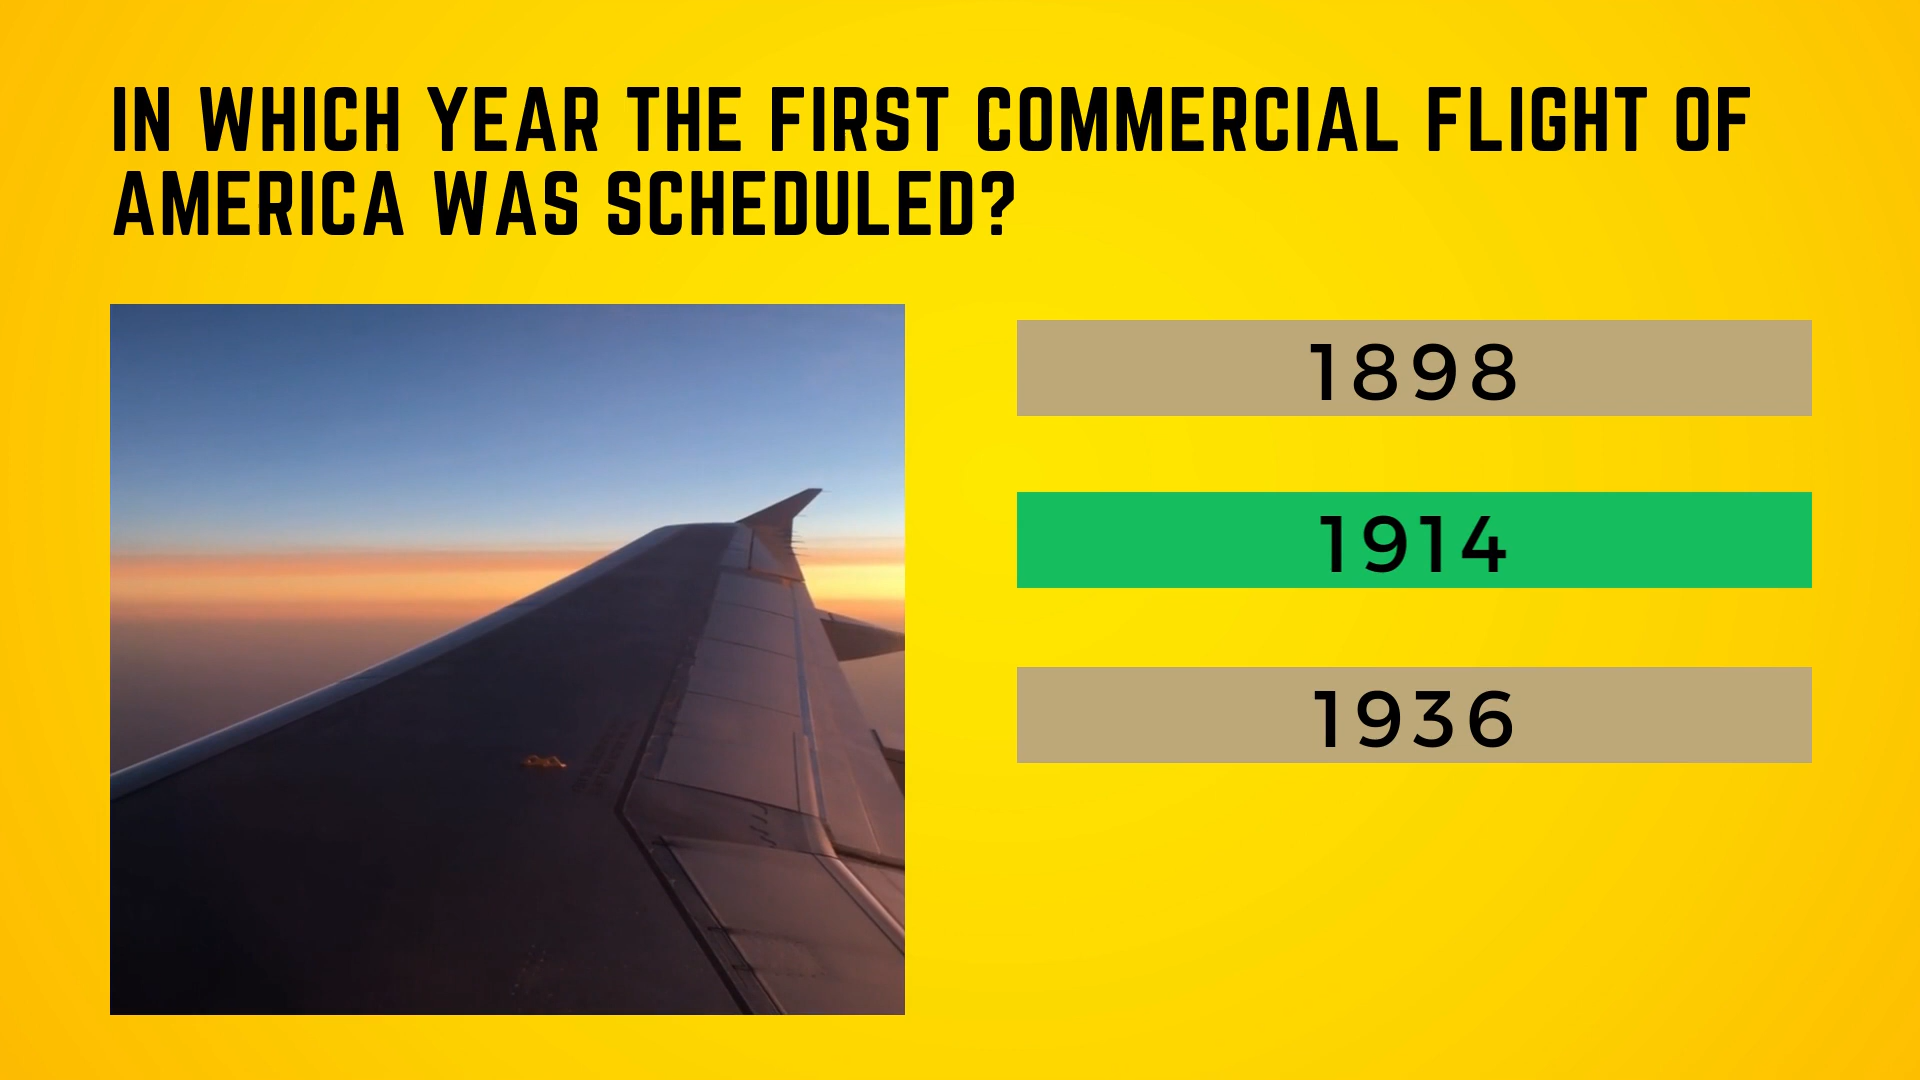 IN WHICH YEAR THE FIRST COMMERCIAL FLIGHT OF
AMERICA WAS SCHEDULED?
1898
1914
1936